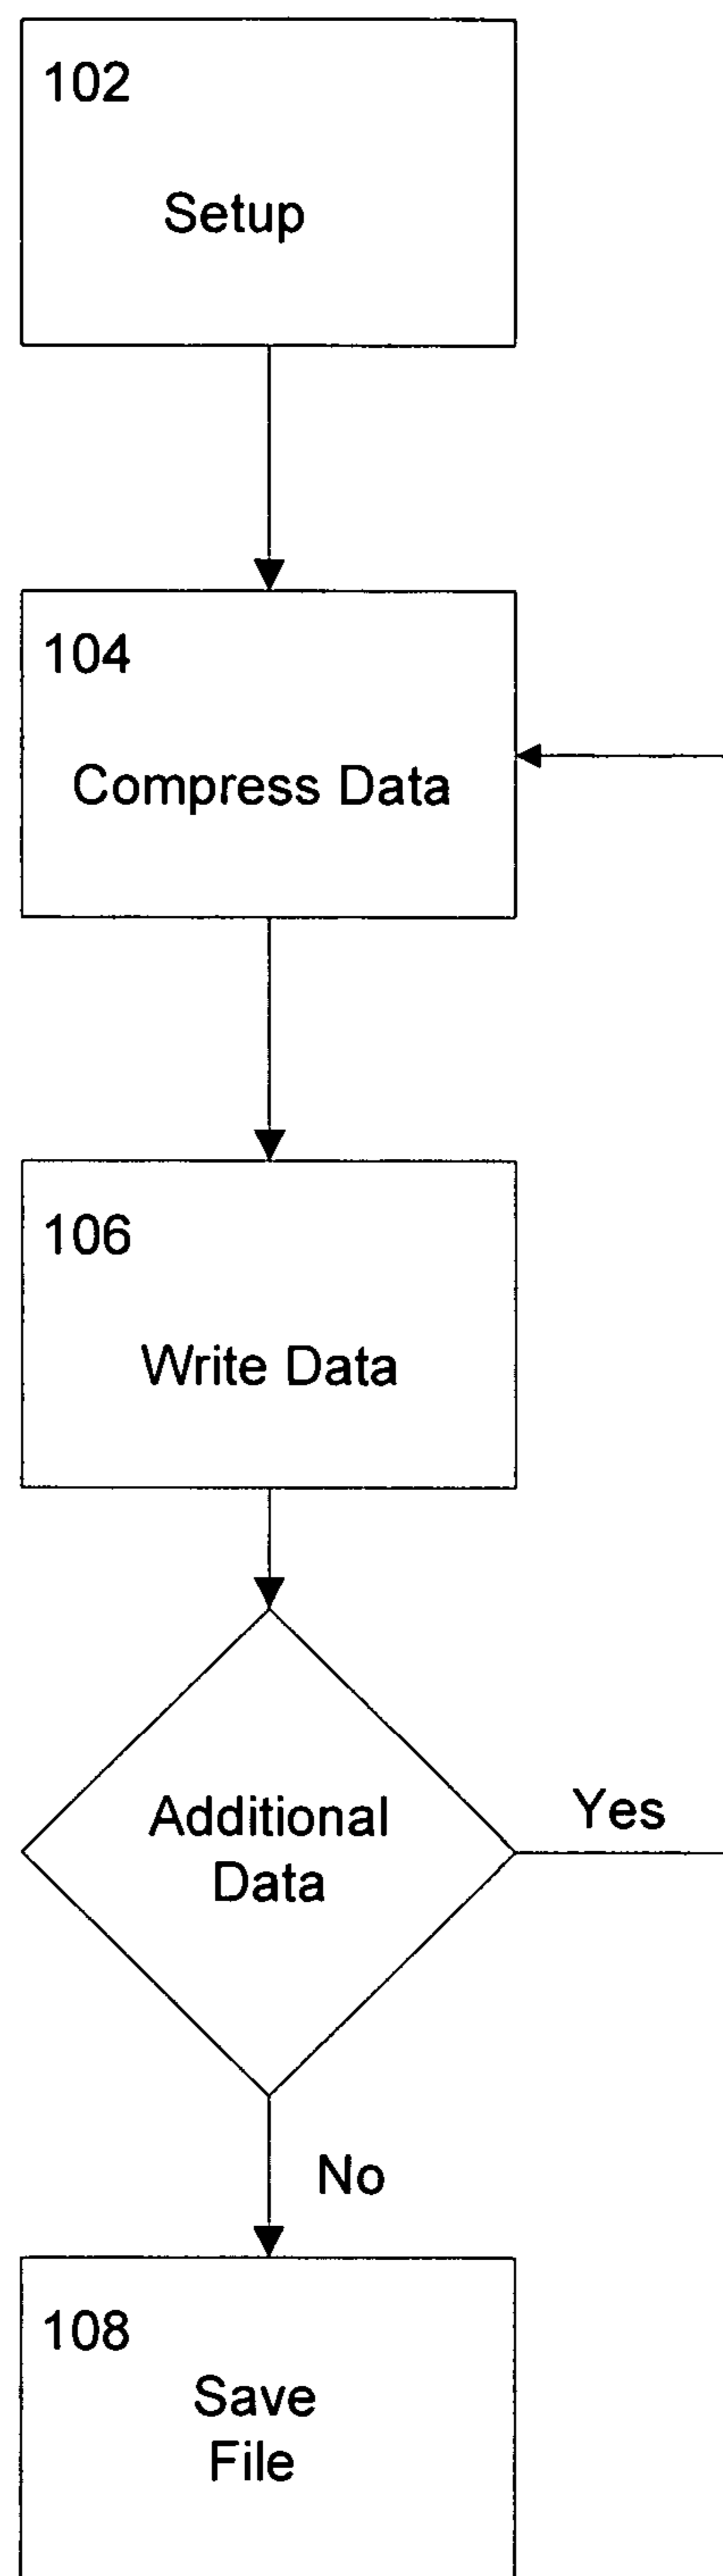 102
Setup
104
Compress Data
106
Write Data
Additional
Data
Yes
No
108
Save
File